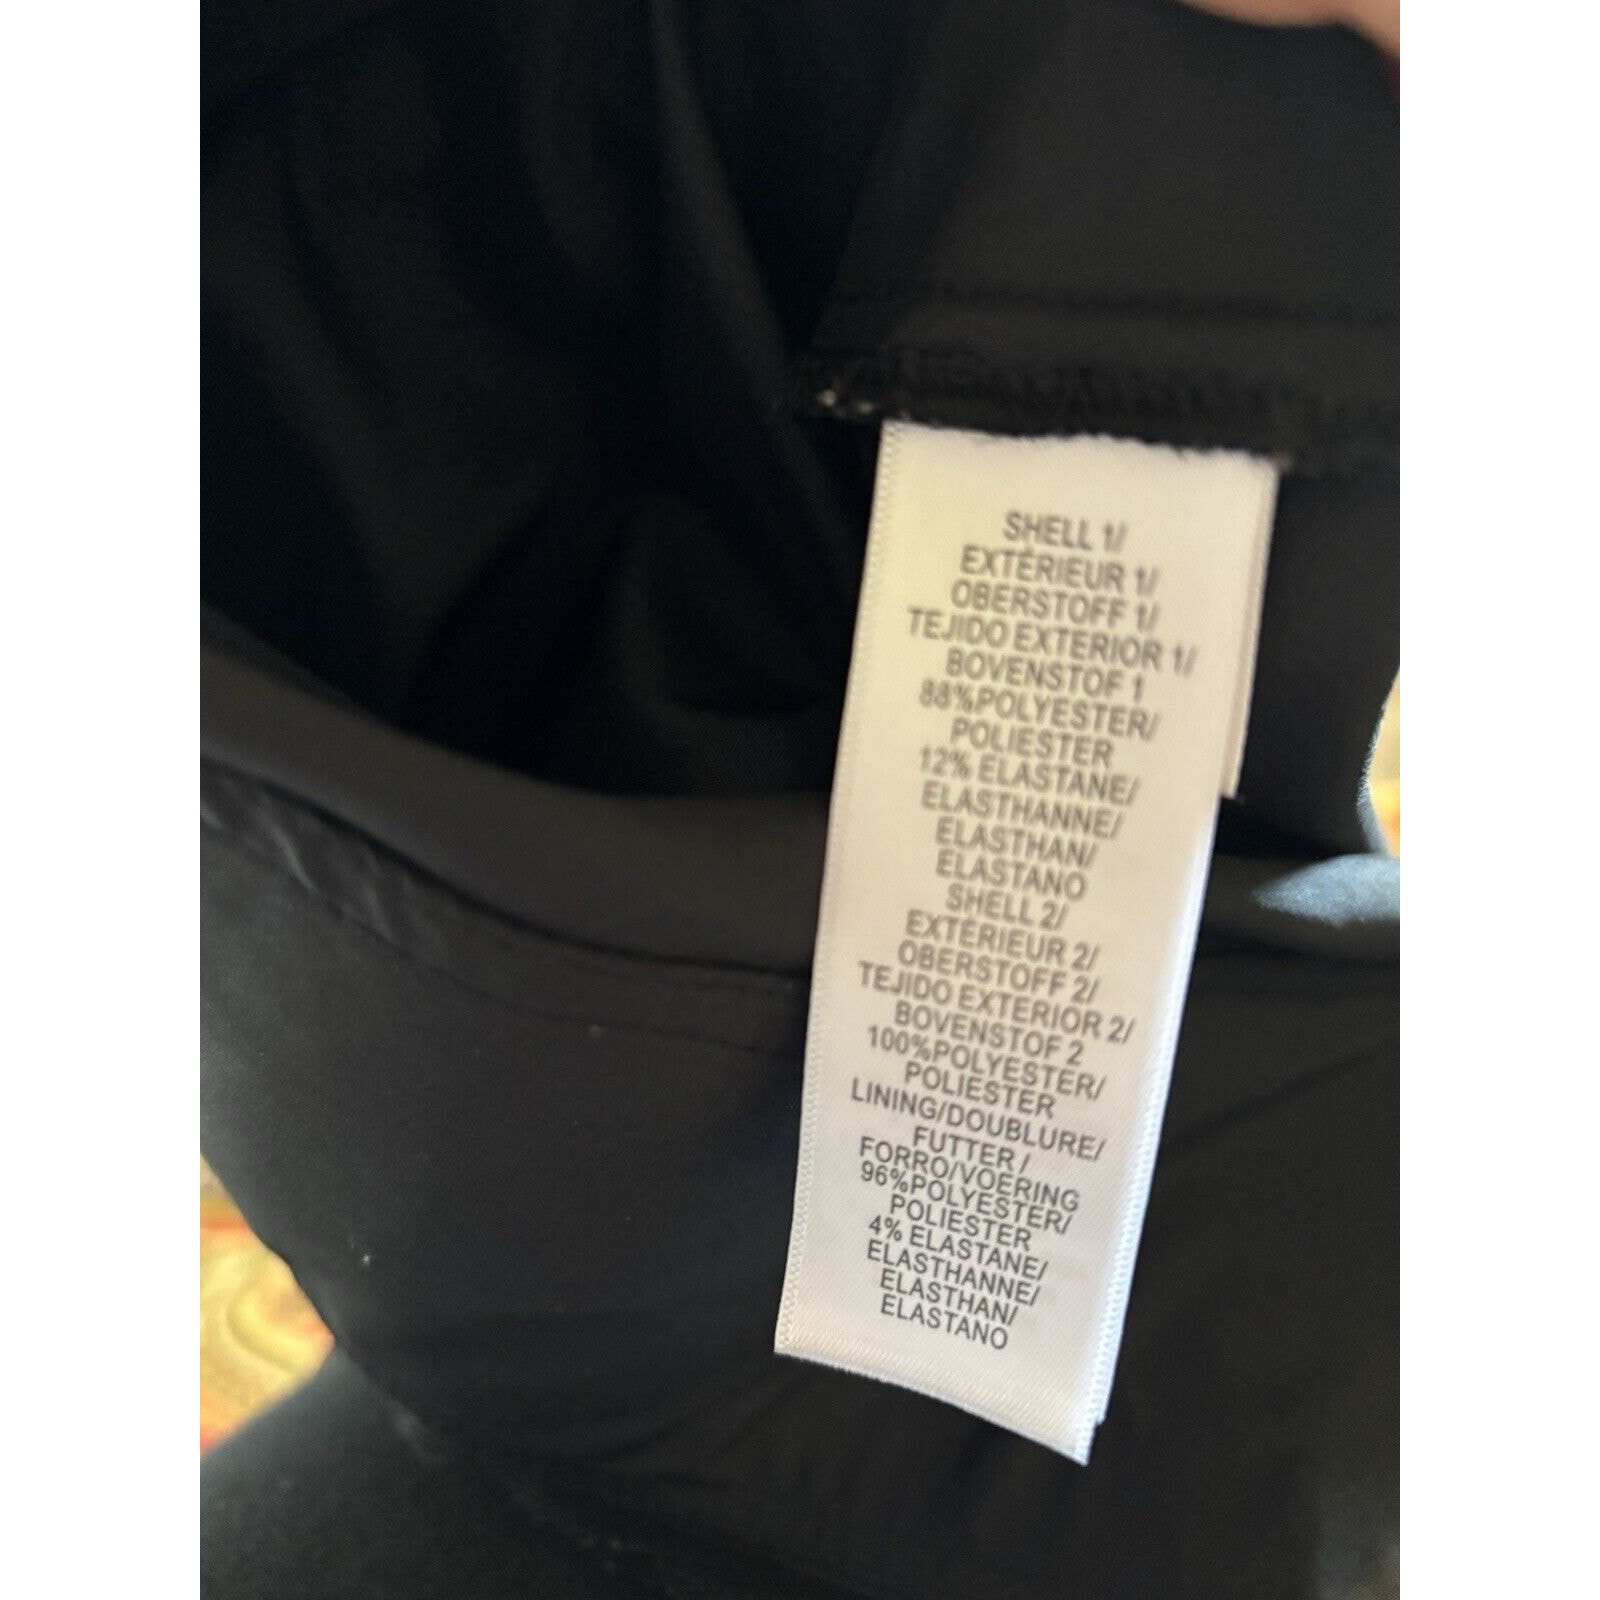 SHELL 1/
EXTÉRIEUR 1/
OBERSTOFF 1/
TEJIDO EXTERIOR 1/
BOVENSTOF 1
88%POLYESTER/
POLIESTER
12% ELASTANE/
ELASTHANNE/
ELASTHAN/
ELASTANO
SHELL 2/
EXTÉRIEUR 2/
OBERSTOFF 2/
TEJIDO EXTERIOR 2/
BOVENSTOF 2
100%POLYESTER/
POLIESTER
LINING/DOUBLURE/
FUTTER /
FORRO/VOERING
96%POLYESTER/
POLIESTER
4% ELASTANE/
ELASTHANNE/
ELASTHAN/
ELASTANO